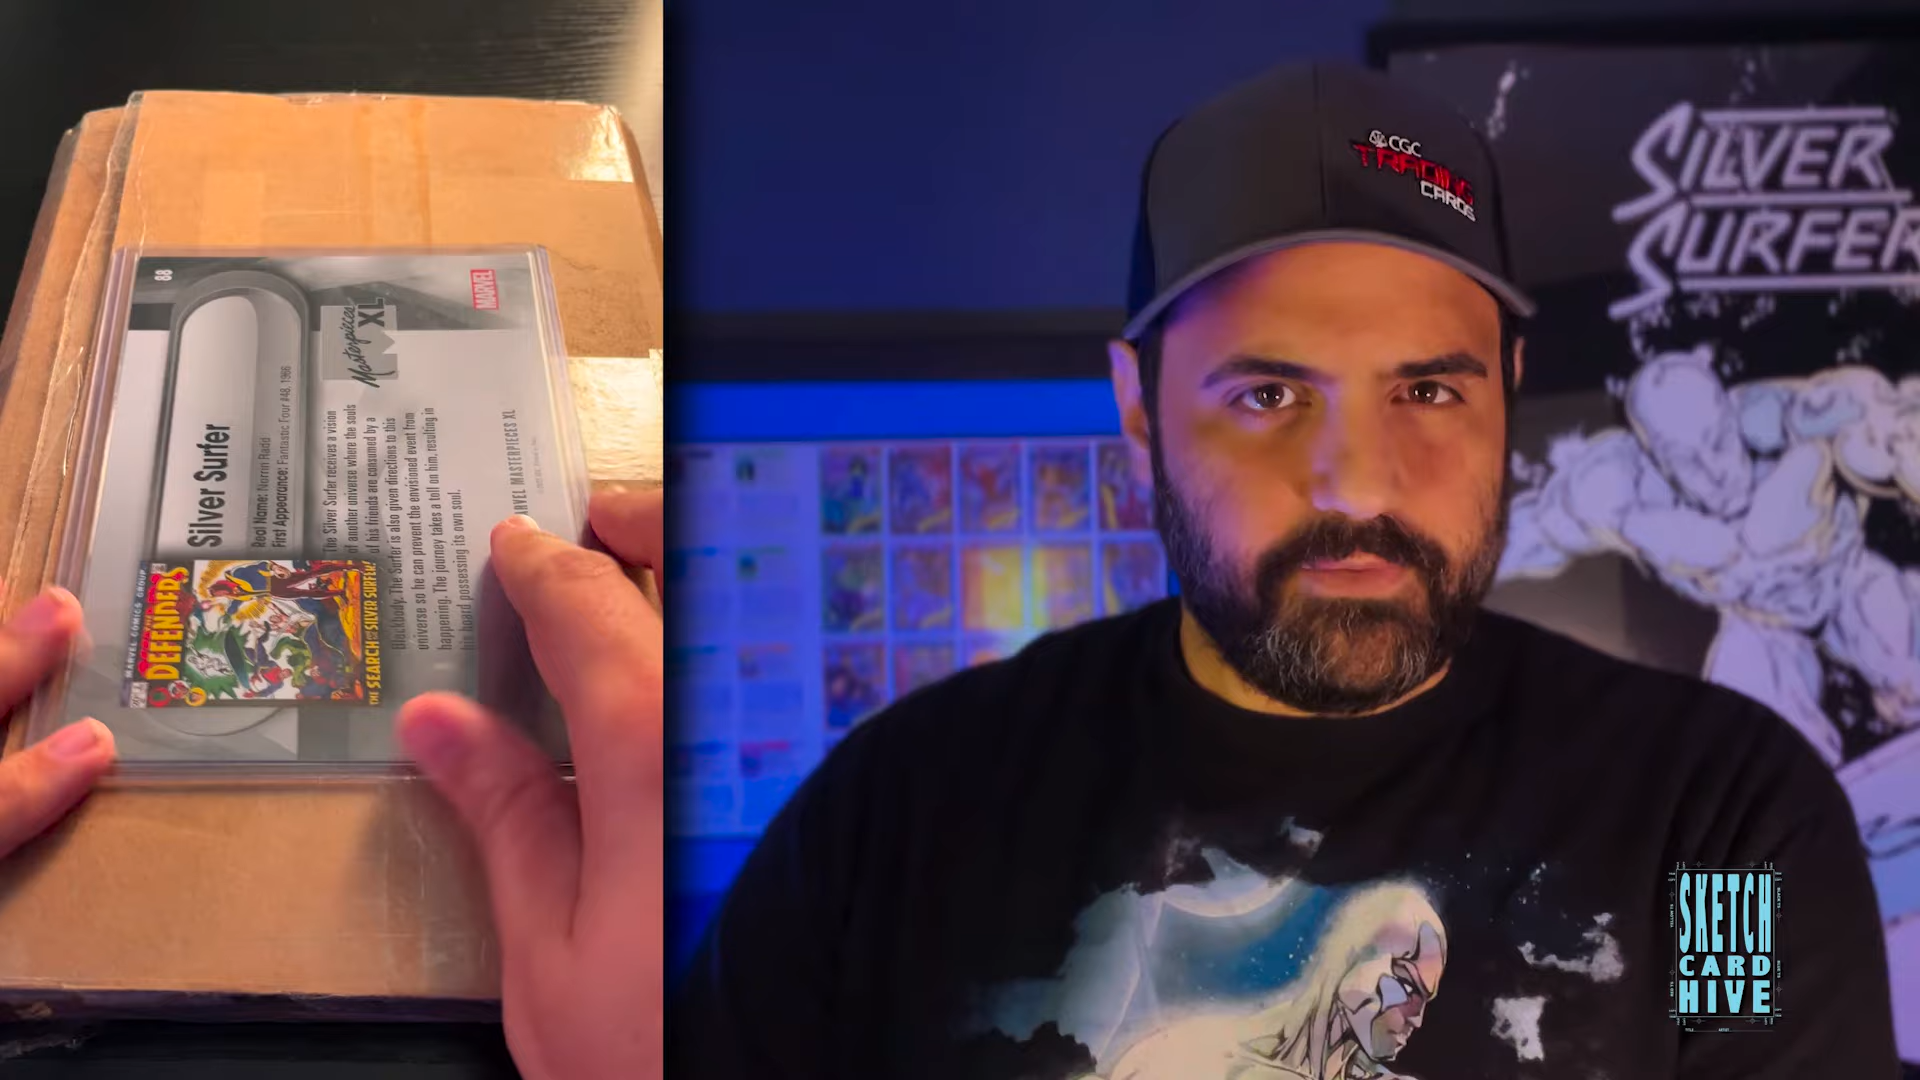 88
Silver Surfer
Real Name: Norrin Radd
First Appearance: Fantastic Four #48, 1966
Masterpieces
XL
MARVEL
The Silver Surfer receives a vision
of another universe where the souls
of his friends are consumed by a
Blackbody. The Surfer is also given directions to this
universe so he can prevent the envisioned event from
happening. The journey takes a toll on him, resulting in
his board possessing its own soul.
MARVEL MASTERPIECES XL
MARVEL COMICS GROUP
DEFENDERS
THE SEARCH FOR THE SILVER SURFER!
CGC
TRADING
CARDS
SILVER
SURFER
SKETCH
CARD
HIVE